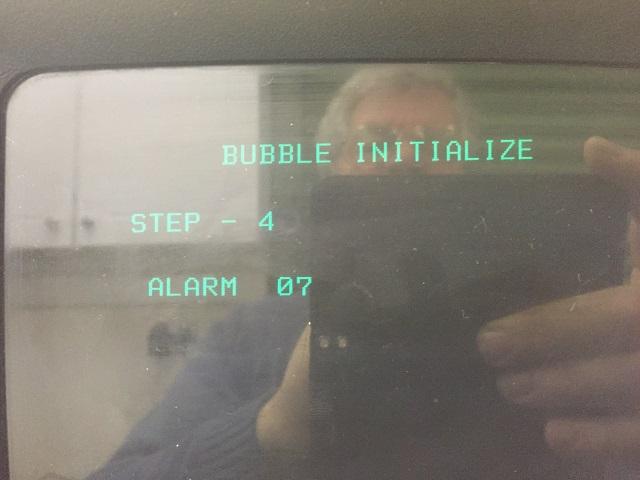 BUBBLE INITIALIZE
STEP - 4
ALARM 07